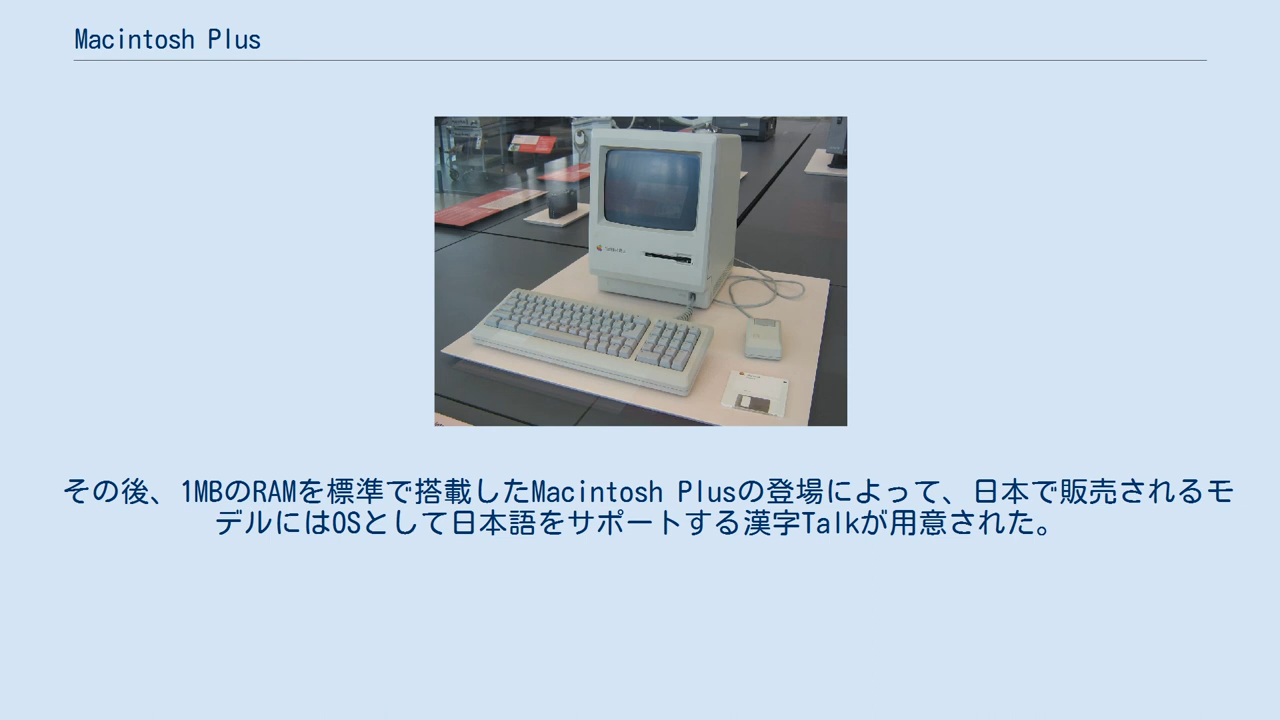 Macintosh Plus
その後、1MBのRAMを標準で搭載したMacintosh Plusの登場によって、日本で販売されるモ
デルにはOSとして日本語をサポートする漢字Talkが用意された。